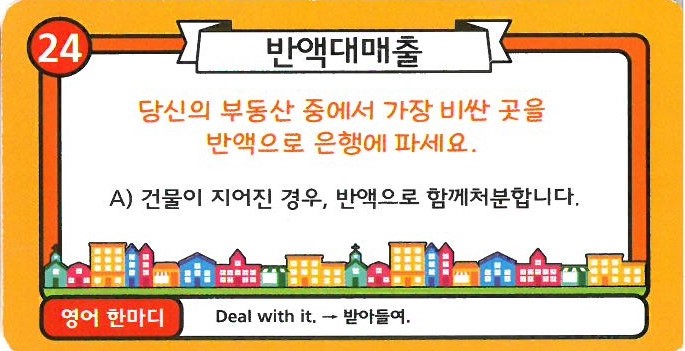 24
반액대매출
당신의 부동산 중에서 가장 비싼 곳을
반액으로 은행에 파세요.
A) 건물이 지어진 경우, 반액으로 함께처분합니다.
영어 한마디
Deal with it. → 받아들여.